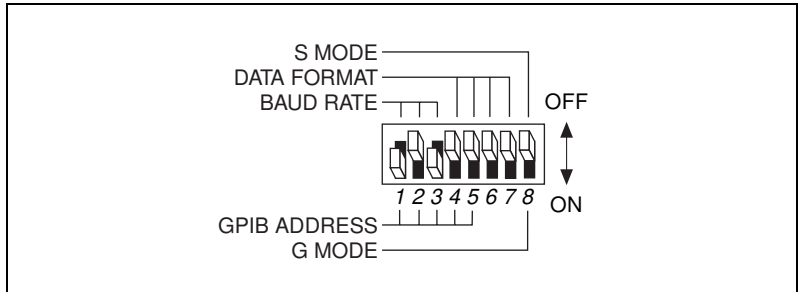 S MODE
DATA FORMAT
BAUD RATE
OFF
1 2 3 4 5 6 7 8
ON
GPIB ADDRESS
G MODE